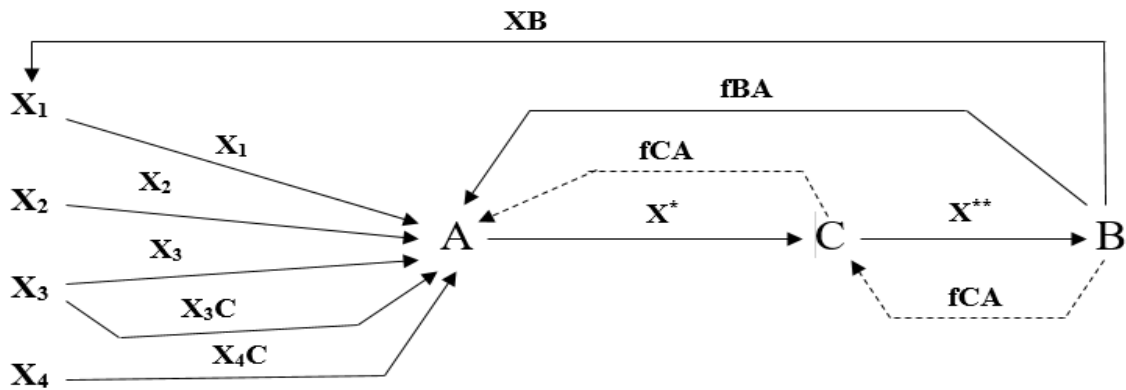 XB
X₁
fBA
X₁
fCA
X₂
X₂
X*
X**
A
C
B
X₃
X₃
X₃C
fCA
X₄C
X₄